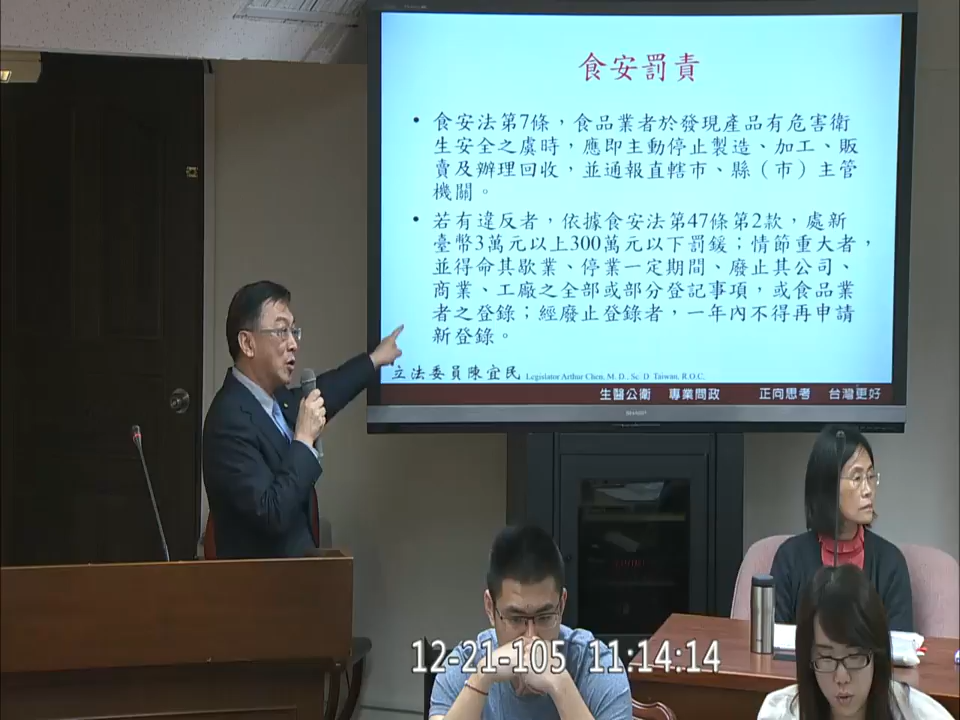 食安罰責
• 食安法第7條，食品業者於發現產品有危害衛
生安全之虞時，應即主動停止製造、加工、販
賣及辦理回收，並通報直轄市、縣（市）主管
機關。
• 若有違反者，依據食安法第47條第2款，處新
臺幣3萬元以上300萬元以下罰鍰；情節重大者，
並得命其歇業、停業一定期間、廢止其公司、
商業、工廠之全部或部分登記事項，或食品業
者之登錄；經廢止登錄者，一年內不得再申請
新登錄。
立法委員陳宜民 Legislator Arthur Chen, M. D., Sc. D Taiwan, R.O.C.
生醫公衛 專業問政 正向思考 台灣更好
SHARP
12-21-105 11:14:14